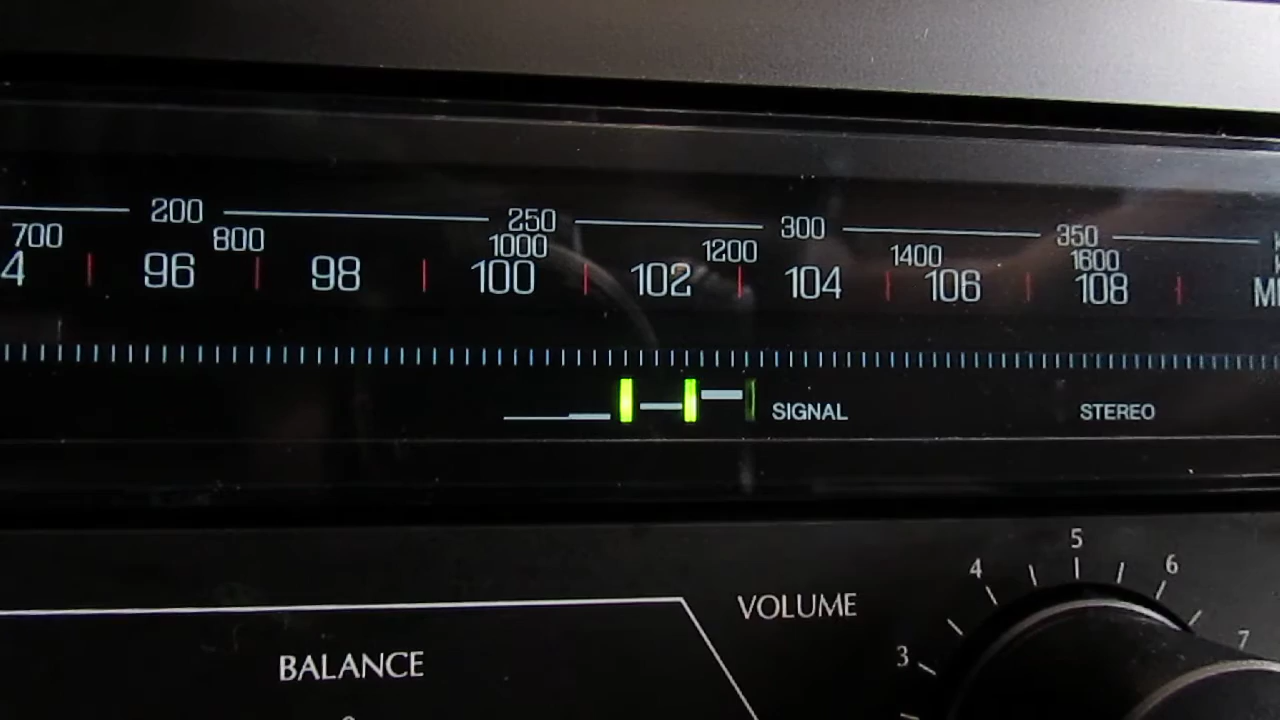 200 250 300 350
700 800 1000 1200 1400 1600
4 96 98 100 102 104 106 108
SIGNAL STEREO
VOLUME
3 4 5 6 7
BALANCE